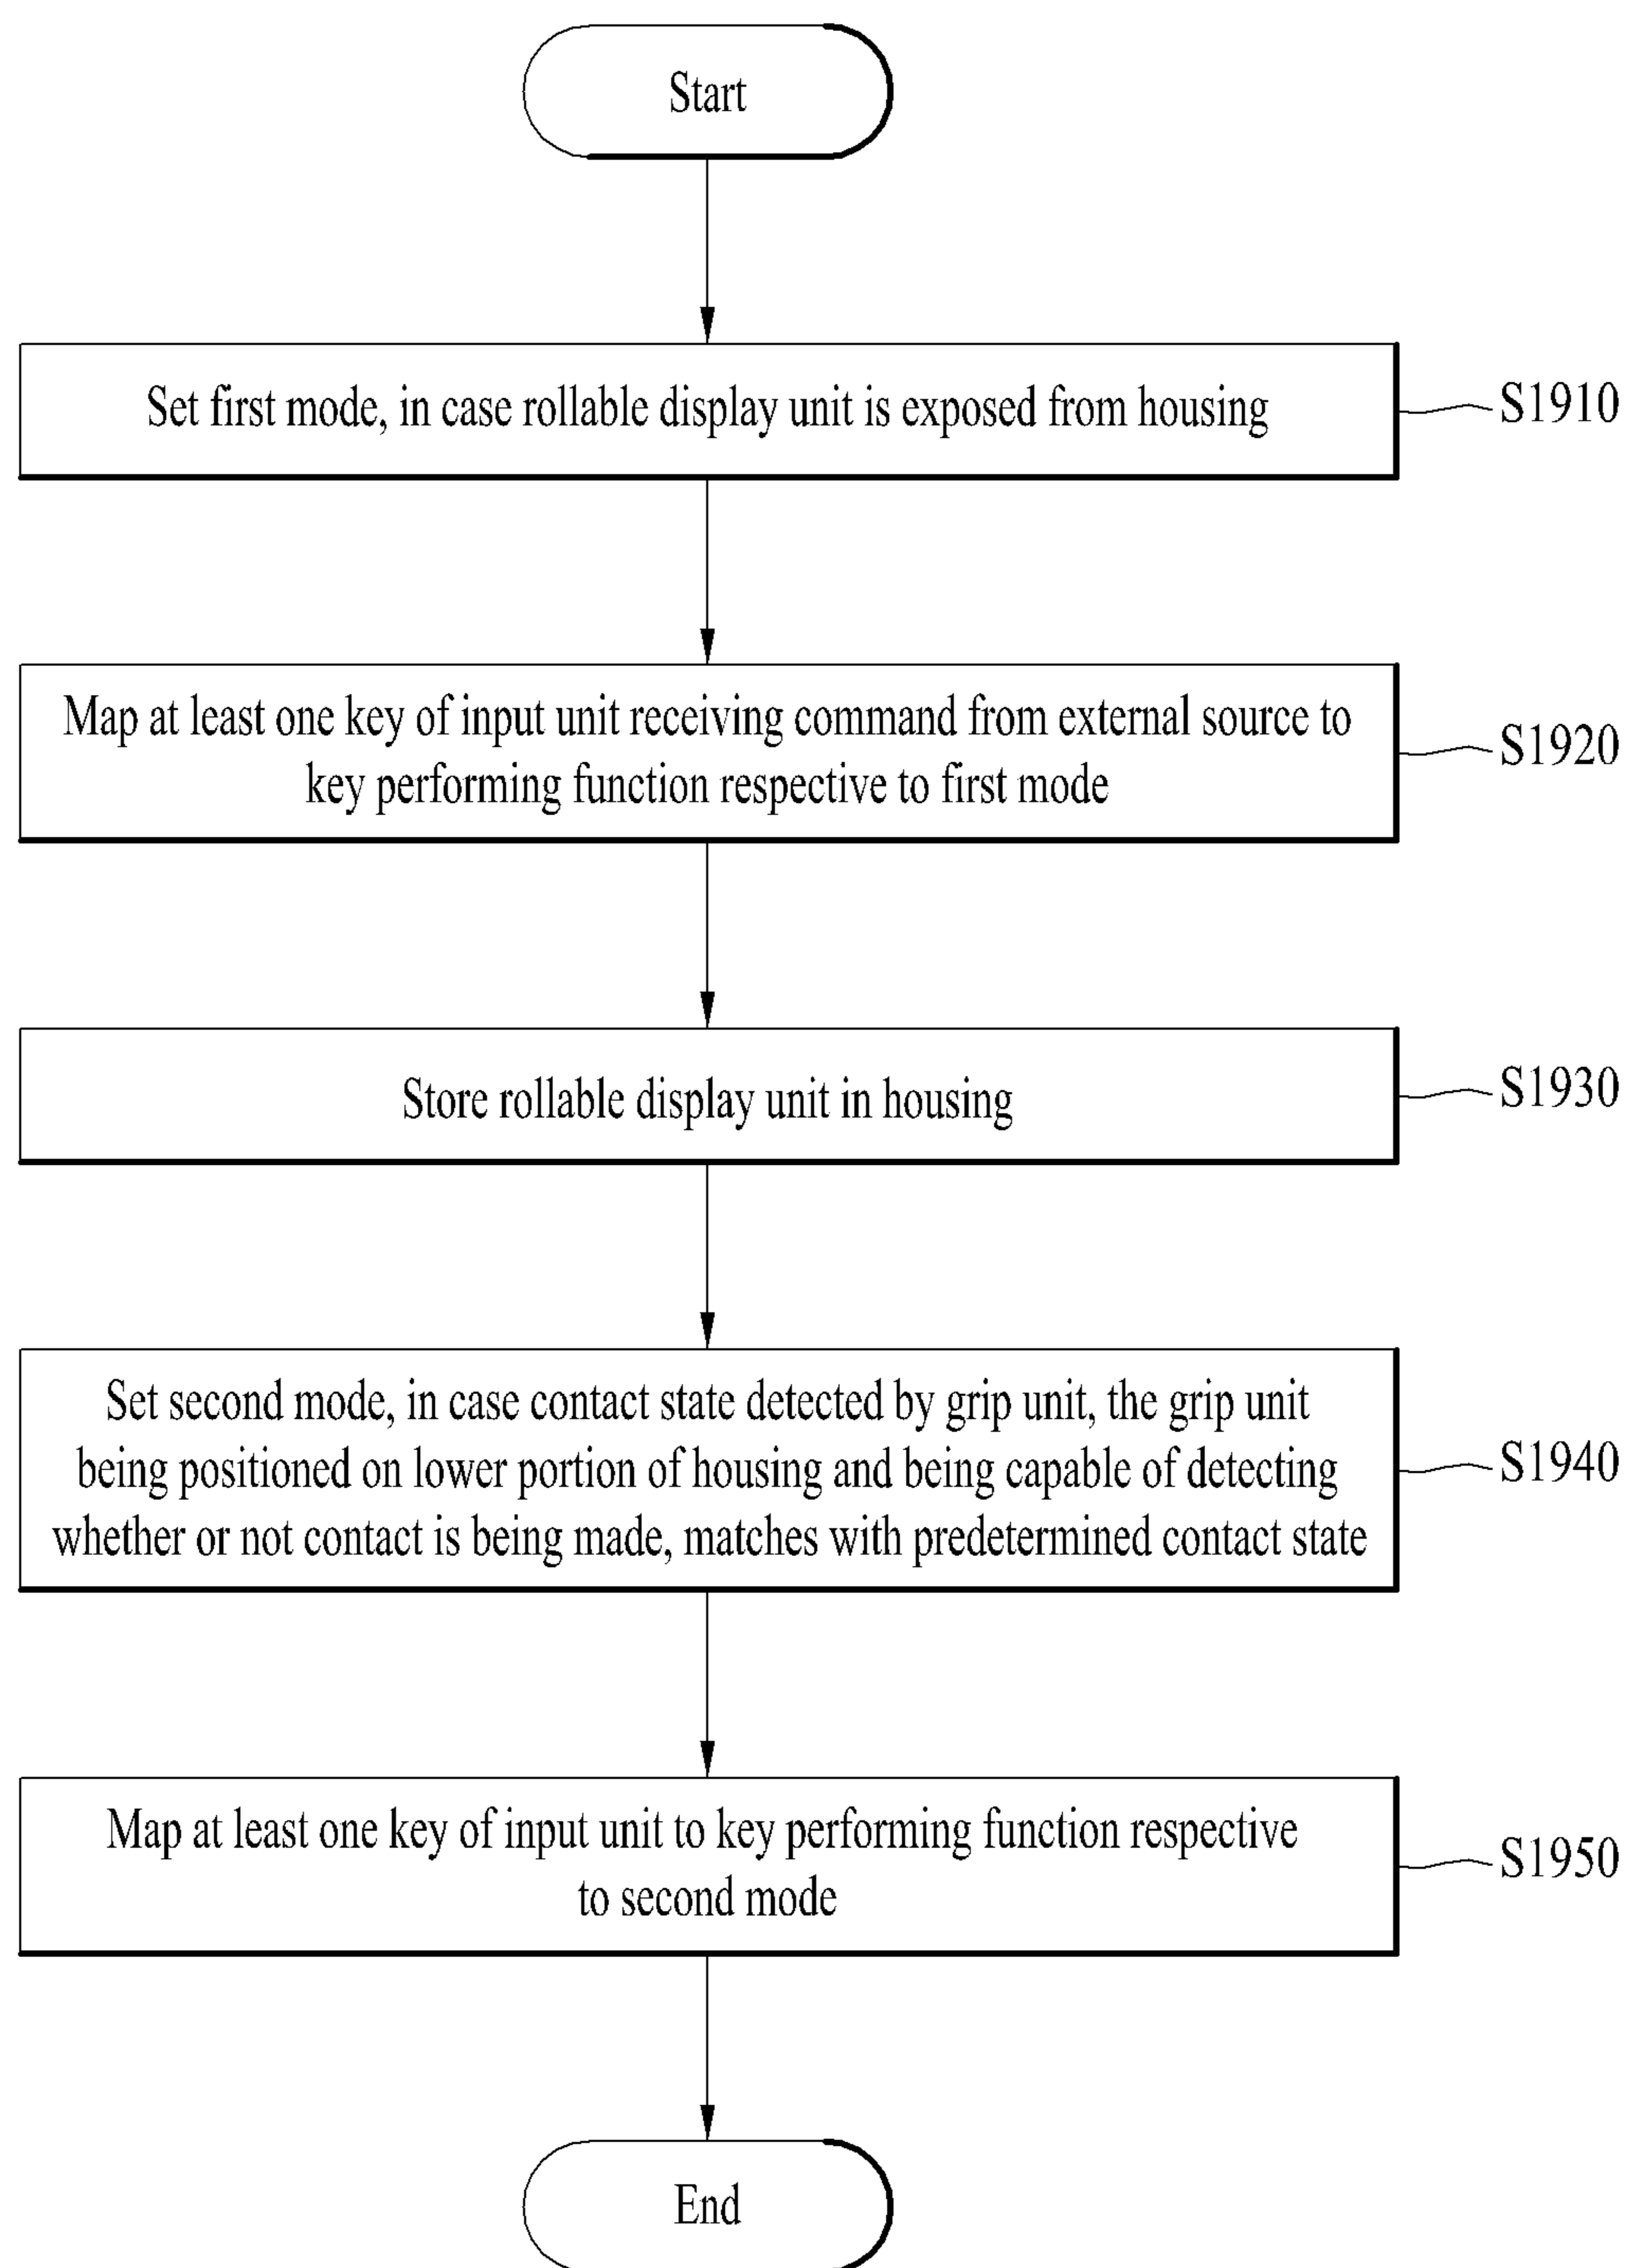 Start
Set first mode, in case rollable display unit is exposed from housing
S1910
Map at least one key of input unit receiving command from external source to
key performing function respective to first mode
S1920
Store rollable display unit in housing
S1930
Set second mode, in case contact state detected by grip unit, the grip unit
being positioned on lower portion of housing and being capable of detecting
whether or not contact is being made, matches with predetermined contact state
S1940
Map at least one key of input unit to key performing function respective
to second mode
S1950
End